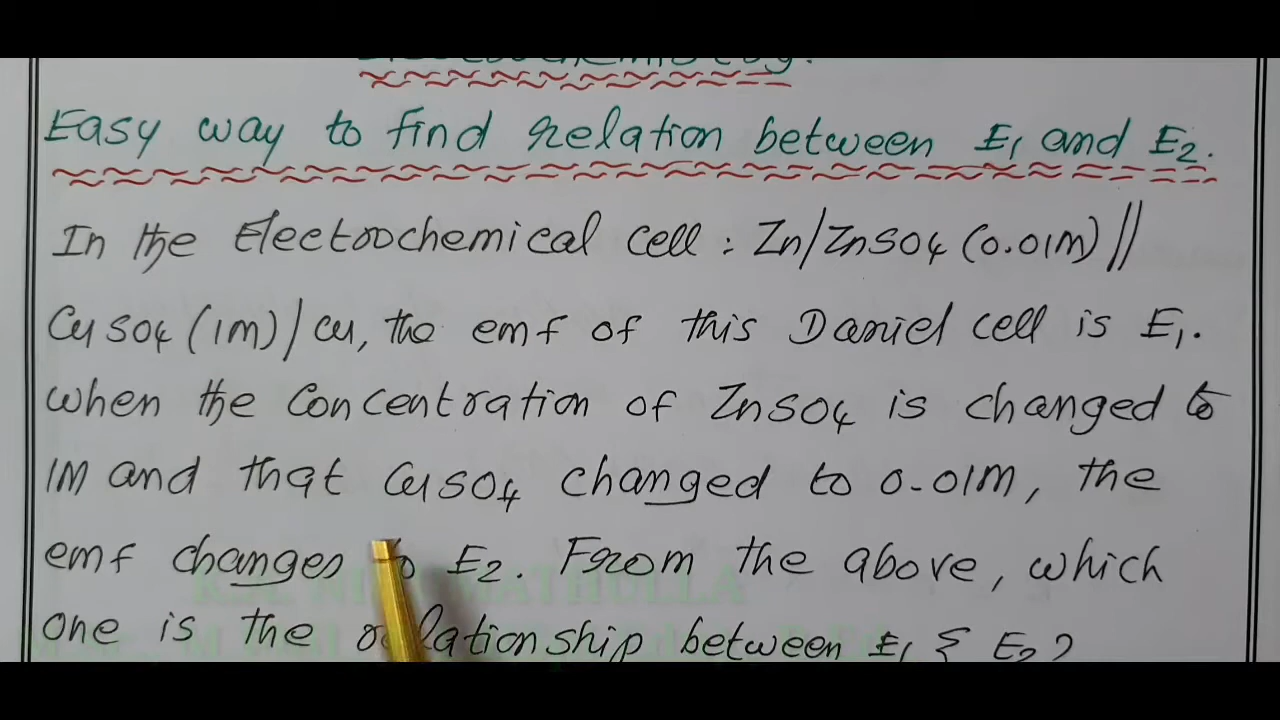 Easy way to find relation between E1 and E2.
In the Electrochemical cell : Zn/ZnSO4 (0.01M)//
CuSO4 (1M)/Cu, the emf of this Daniel cell is E1.
when the Concentration of ZnSO4 is changed to
1M and that CuSO4 changed to 0.01M, the
emf changes to E2. From the above, which
one is the relationship between E1 & E2?